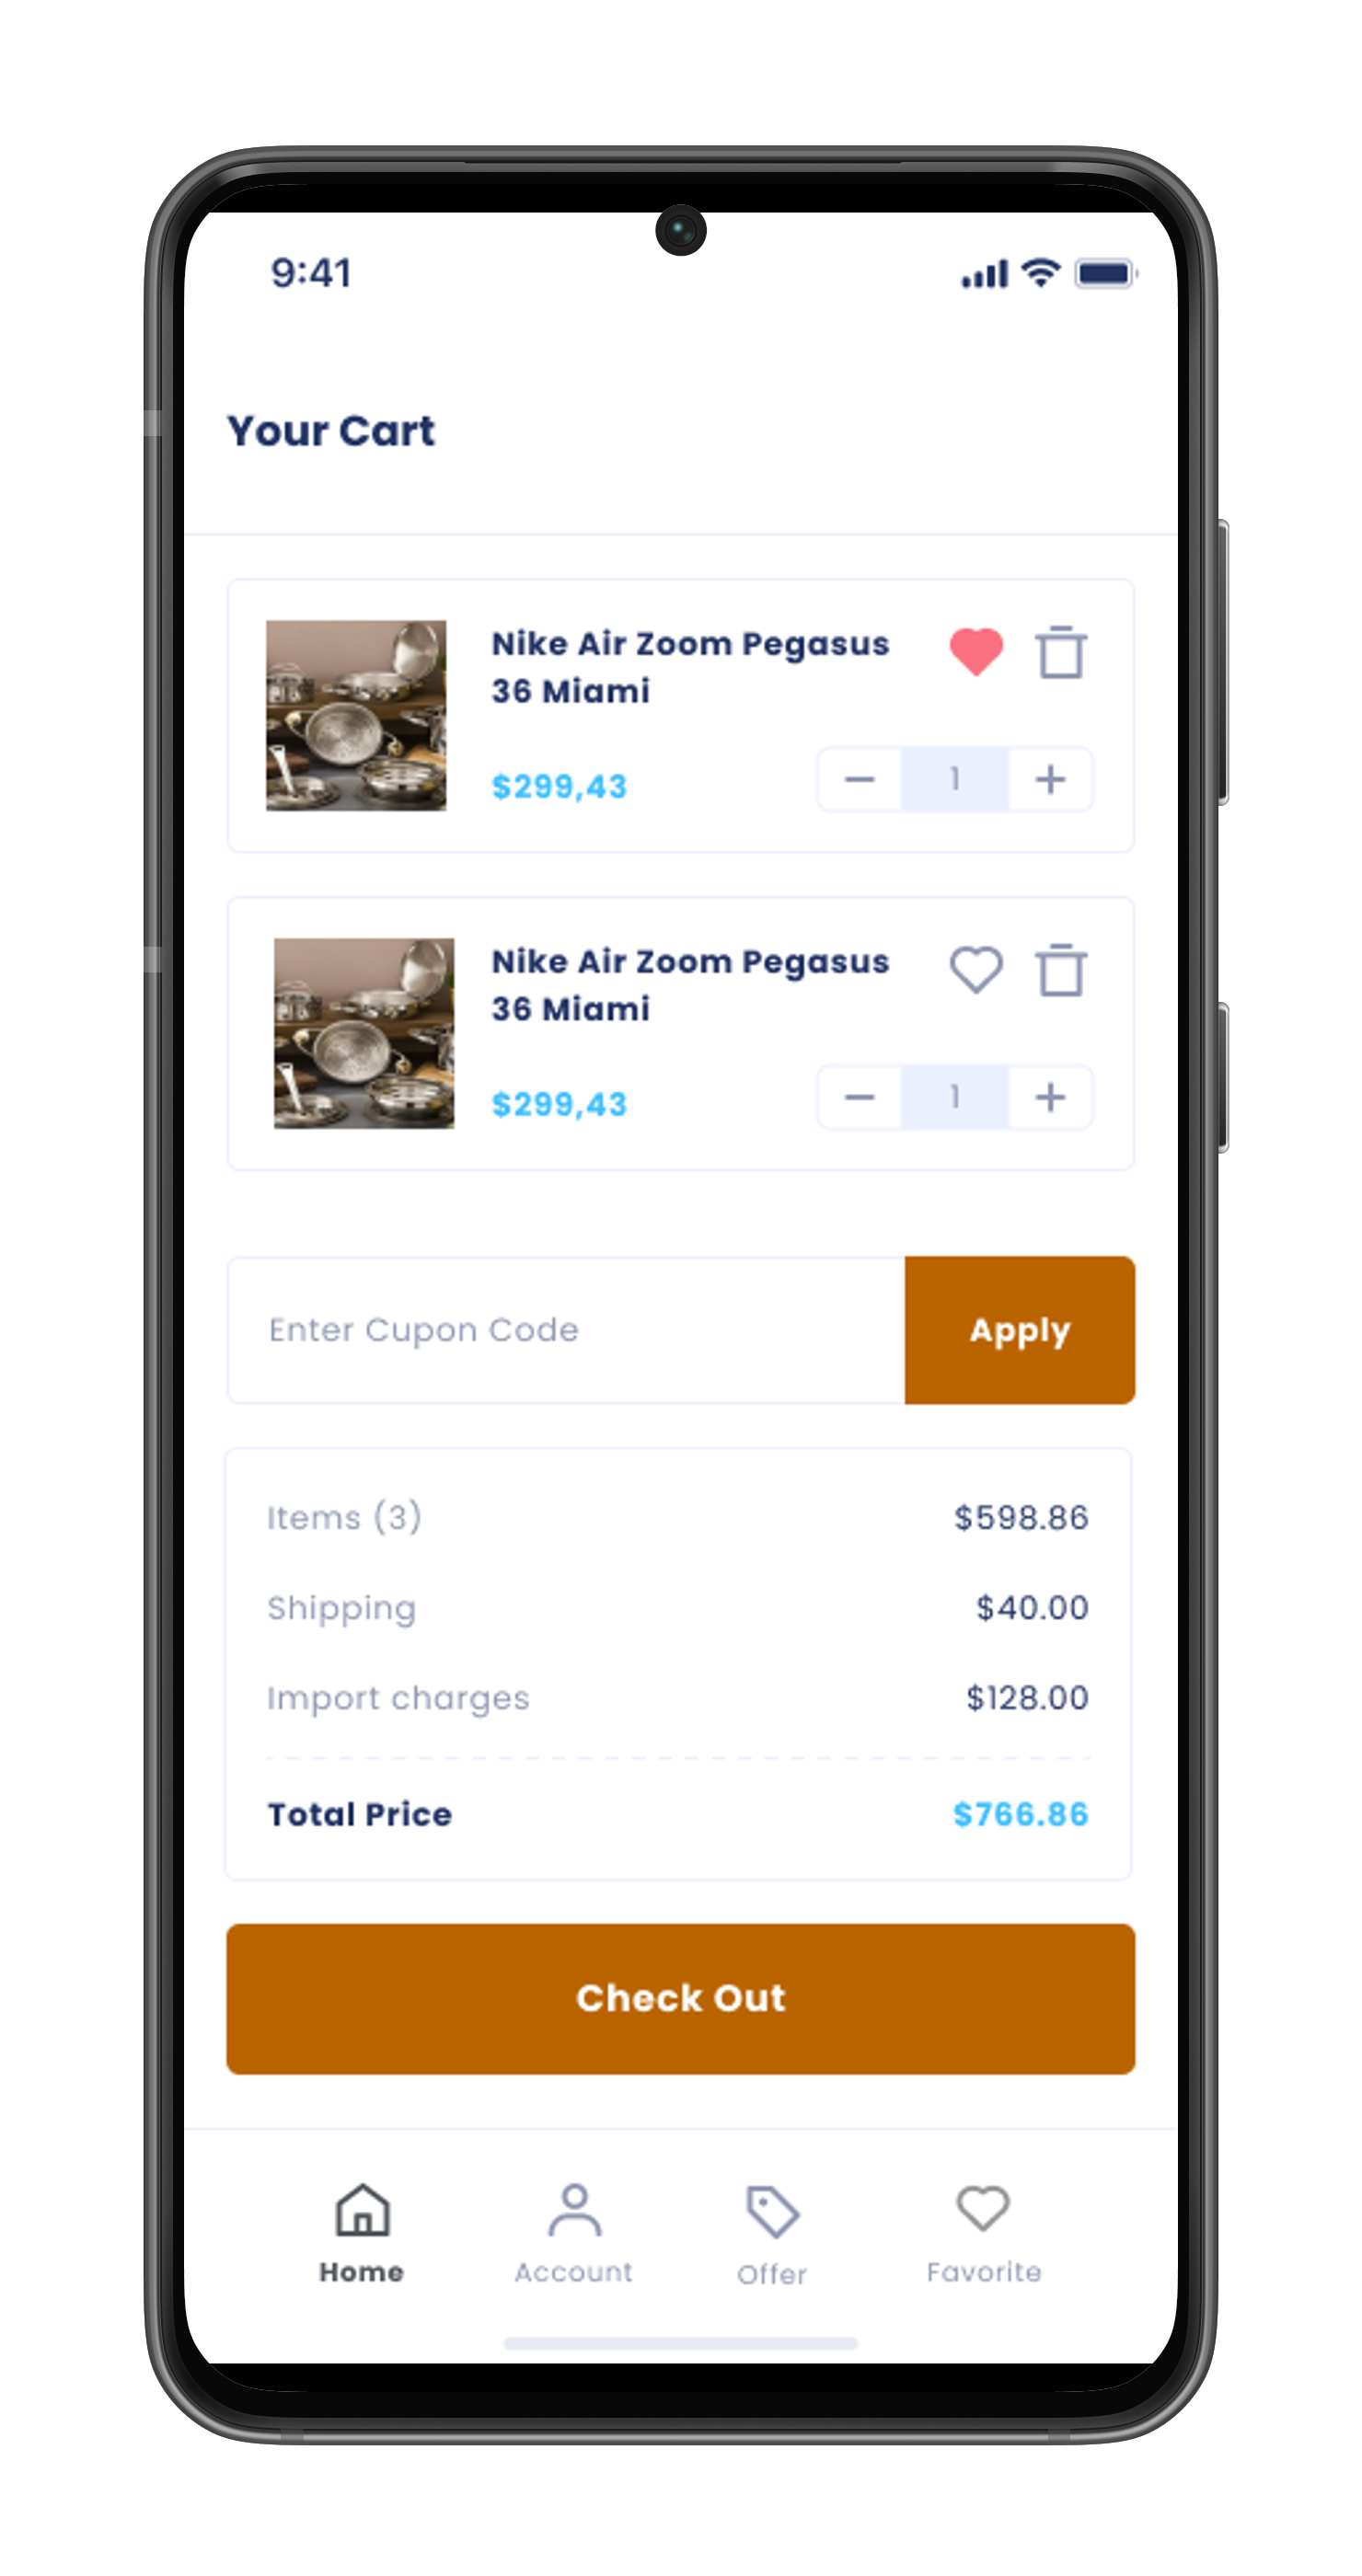 9:41
Your Cart
Nike Air Zoom Pegasus
36 Miami
$299,43
1
Nike Air Zoom Pegasus
36 Miami
$299,43
1
Enter Cupon Code
Apply
Items (3)
$598.86
Shipping
$40.00
Import charges
$128.00
Total Price
$766.86
Check Out
Home
Account
Offer
Favorite